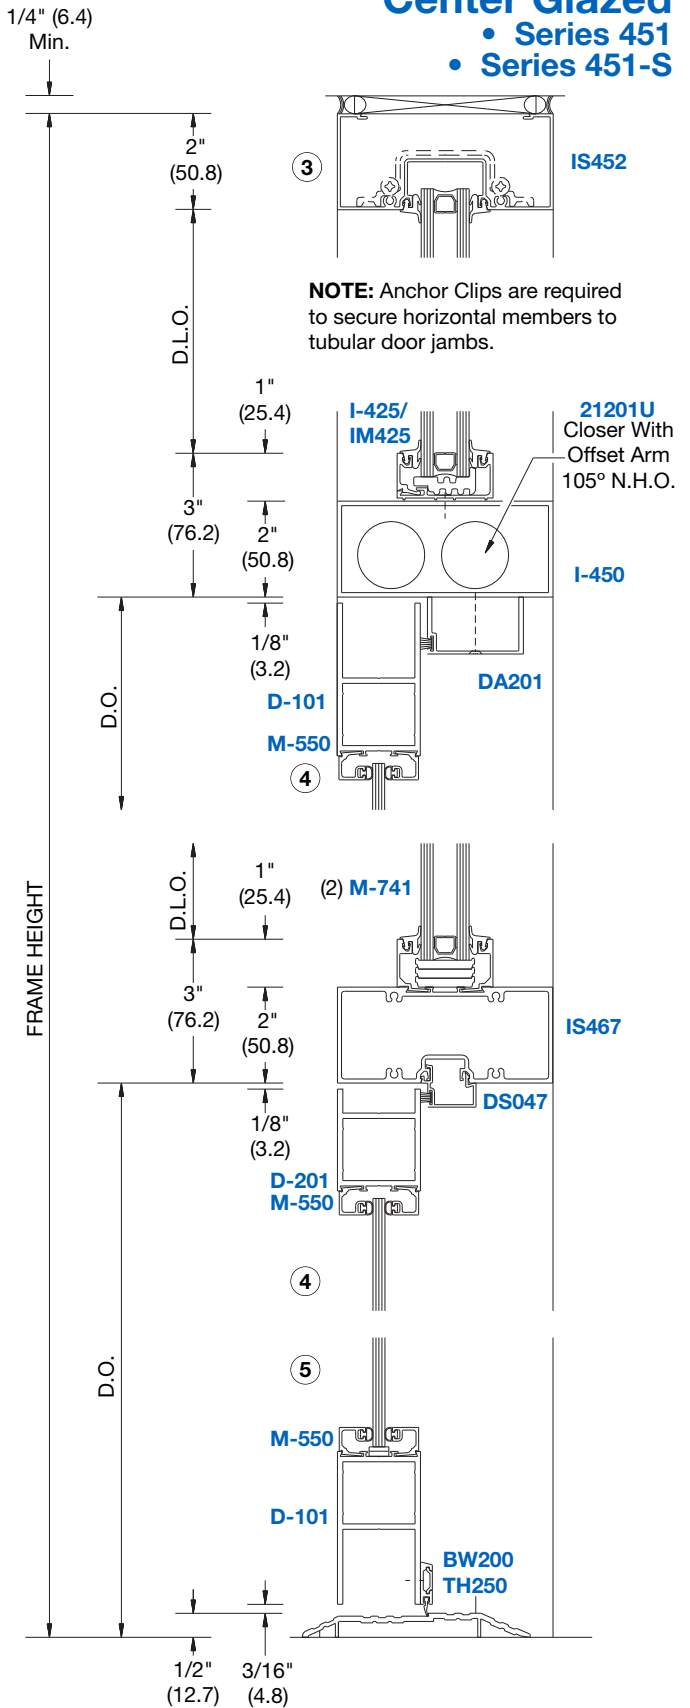 Center Glazed
• Series 451
• Series 451-S
1/4" (6.4)
Min.
2"
(50.8)
3
IS452
D.L.O.
NOTE: Anchor Clips are required
to secure horizontal members to
tubular door jambs.
1"
(25.4)
I-425/
IM425
21201U
Closer With
Offset Arm
105º N.H.O.
3"
(76.2)
2"
(50.8)
I-450
1/8"
(3.2)
D.O.
DA201
D-101
M-550
4
FRAME HEIGHT
D.L.O.
1"
(25.4)
(2) M-741
3"
(76.2)
2"
(50.8)
IS467
DS047
1/8"
(3.2)
D-201
M-550
4
D.O.
5
M-550
D-101
BW200
TH250
1/2"
(12.7)
3/16"
(4.8)